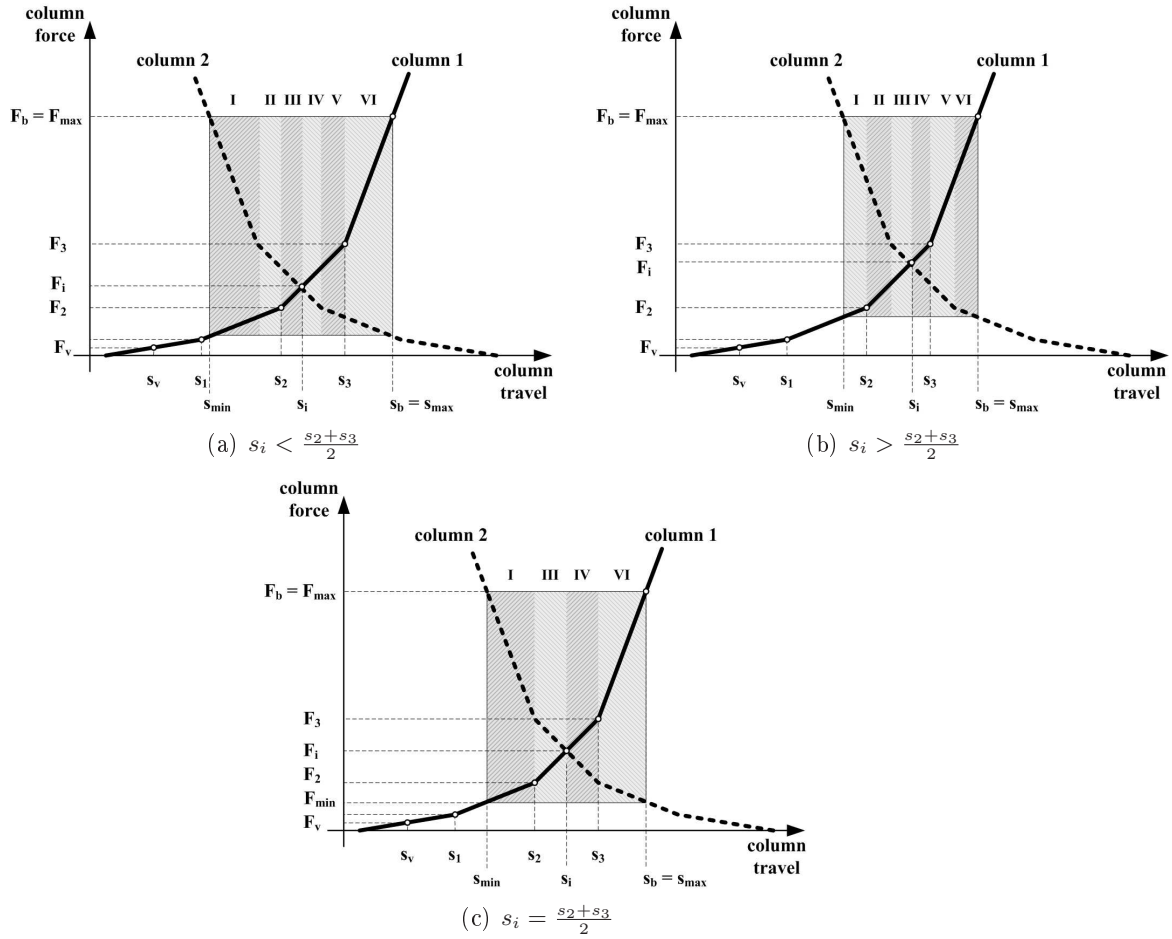 column
force
column 2
column 1
I II III IV V VI
F_b = F_max
F_3
F_i
F_2
F_v
s_v s_1 s_2 s_3
s_min s_i s_b = s_max
column
travel
(a) s_i < \frac{s_2+s_3}{2}
column
force
column 2
column 1
I II III IV V VI
F_b = F_max
F_3
F_i
F_2
F_v
s_v s_1 s_2 s_3
s_min s_i s_b = s_max
column
travel
(b) s_i > \frac{s_2+s_3}{2}
column
force
column 2
column 1
I III IV VI
F_b = F_max
F_3
F_i
F_2
F_min
F_v
s_v s_1 s_2 s_3
s_min s_i s_b = s_max
column
travel
(c) s_i = \frac{s_2+s_3}{2}